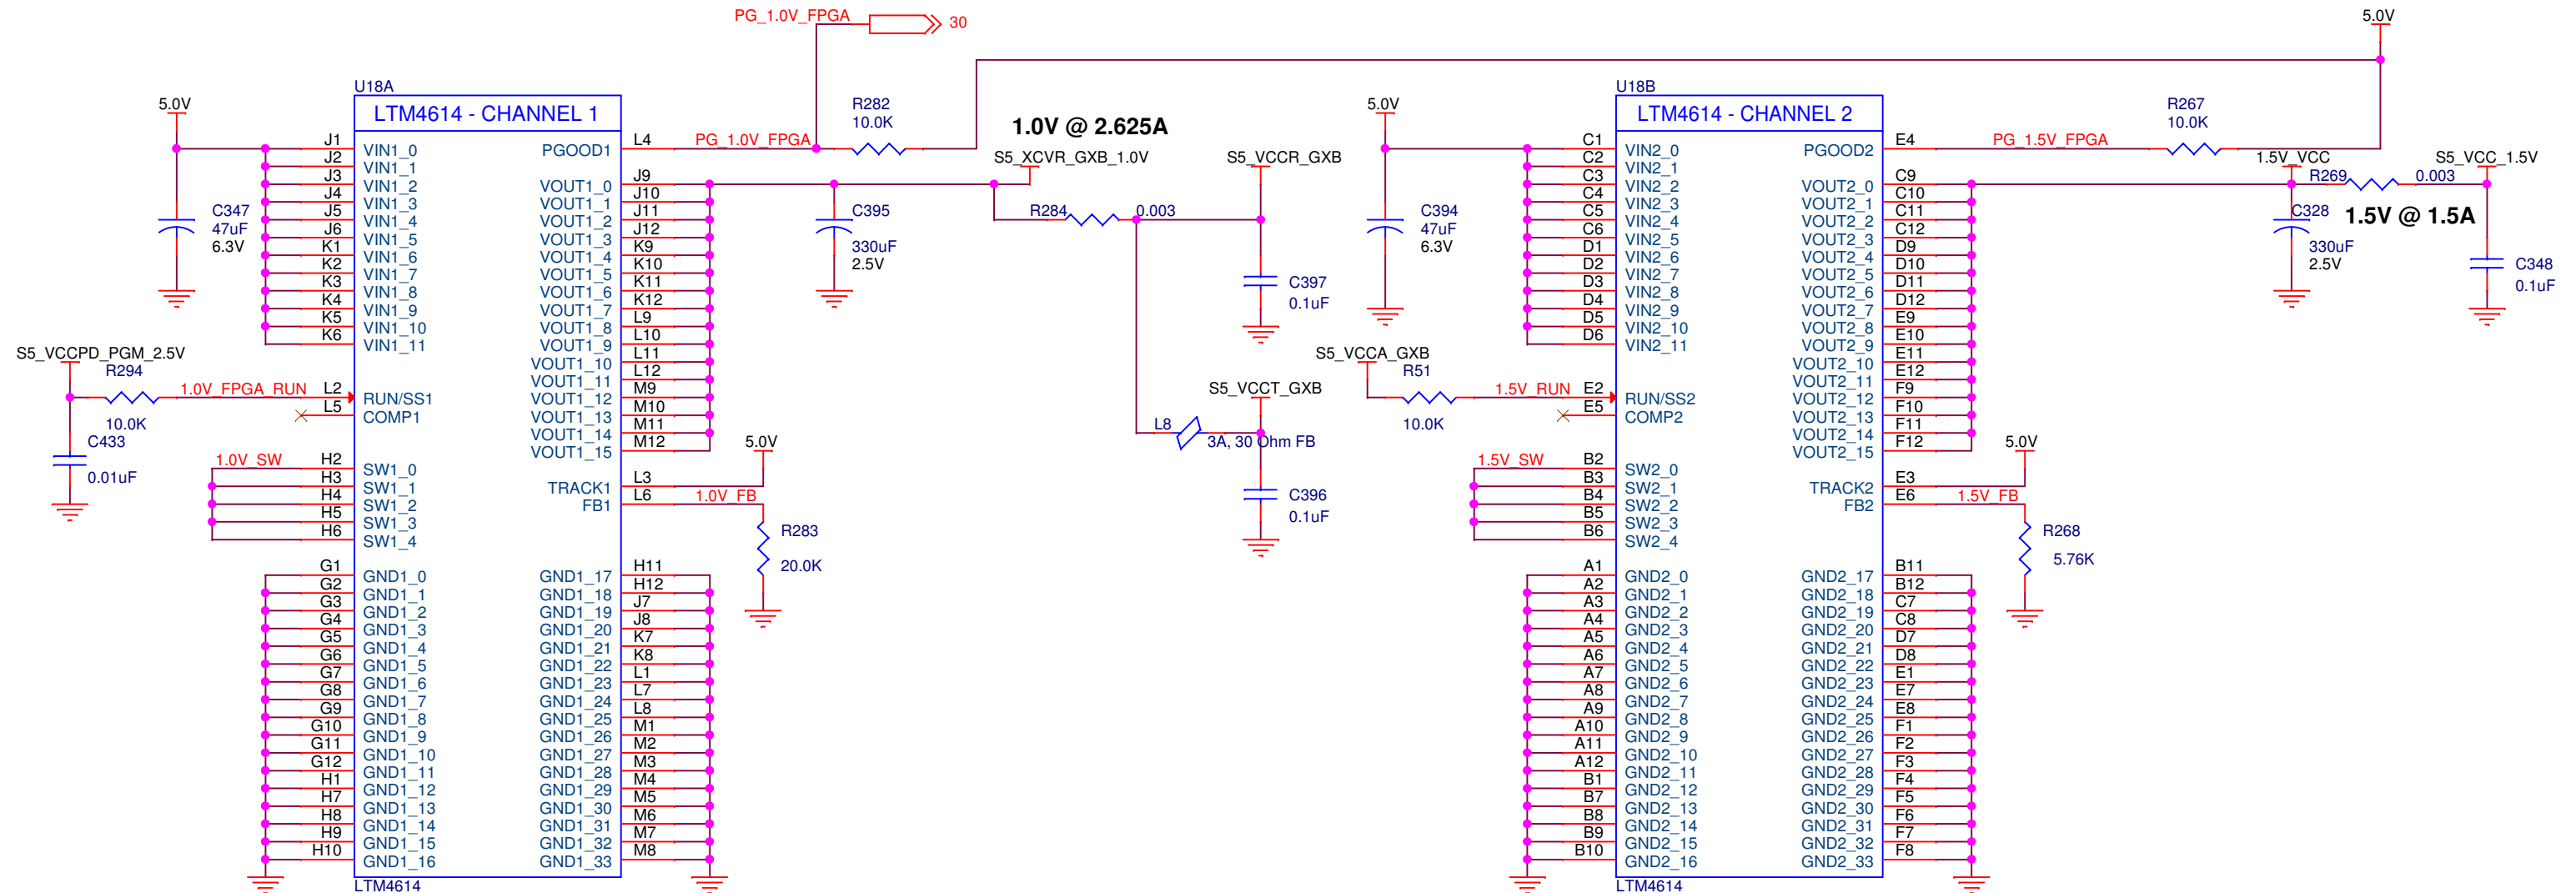 PG_1.0V_FPGA
30
5.0V
U18A
LTM4614 - CHANNEL 1
5.0V
J1 VIN1_0
J2 VIN1_1
J3 VIN1_2
J4 VIN1_3
J5 VIN1_4
J6 VIN1_5
K1 VIN1_6
K2 VIN1_7
K3 VIN1_8
K4 VIN1_9
K5 VIN1_10
K6 VIN1_11
C347
47uF
6.3V
S5_VCCPD_PGM_2.5V
R294
10.0K
1.0V_FPGA_RUN
L2 RUN/SS1
L5 COMP1
C433
0.01uF
1.0V_SW
H2 SW1_0
H3 SW1_1
H4 SW1_2
H5 SW1_3
H6 SW1_4
G1 GND1_0
G2 GND1_1
G3 GND1_2
G4 GND1_3
G5 GND1_4
G6 GND1_5
G7 GND1_6
G8 GND1_7
G9 GND1_8
G10 GND1_9
G11 GND1_10
G12 GND1_11
H1 GND1_12
H7 GND1_13
H8 GND1_14
H9 GND1_15
H10 GND1_16
PGOOD1 L4
PG_1.0V_FPGA
R282
10.0K
VOUT1_0 J9
VOUT1_1 J10
VOUT1_2 J11
VOUT1_3 J12
VOUT1_4 K9
VOUT1_5 K10
VOUT1_6 K11
VOUT1_7 K12
VOUT1_8 L9
VOUT1_9 L10
VOUT1_10 L11
VOUT1_11 L12
VOUT1_12 M9
VOUT1_13 M10
VOUT1_14 M11
VOUT1_15 M12
TRACK1 L3
FB1 L6
5.0V
1.0V_FB
R283
20.0K
GND1_17 H11
GND1_18 H12
GND1_19 J7
GND1_20 J8
GND1_21 K7
GND1_22 K8
GND1_23 L1
GND1_24 L7
GND1_25 L8
GND1_26 M1
GND1_27 M2
GND1_28 M3
GND1_29 M4
GND1_30 M5
GND1_31 M6
GND1_32 M7
GND1_33 M8
LTM4614
1.0V @ 2.625A
S5_XCVR_GXB_1.0V
C395
330uF
2.5V
R284
0.003
S5_VCCR_GXB
C397
0.1uF
S5_VCCT_GXB
L8
3A, 30 Ohm FB
C396
0.1uF
U18B
LTM4614 - CHANNEL 2
5.0V
C1 VIN2_0
C2 VIN2_1
C3 VIN2_2
C4 VIN2_3
C5 VIN2_4
C6 VIN2_5
D1 VIN2_6
D2 VIN2_7
D3 VIN2_8
D4 VIN2_9
D5 VIN2_10
D6 VIN2_11
C394
47uF
6.3V
S5_VCCA_GXB
R51
10.0K
1.5V_RUN
E2 RUN/SS2
E5 COMP2
1.5V_SW
B2 SW2_0
B3 SW2_1
B4 SW2_2
B5 SW2_3
B6 SW2_4
A1 GND2_0
A2 GND2_1
A3 GND2_2
A4 GND2_3
A5 GND2_4
A6 GND2_5
A7 GND2_6
A8 GND2_7
A9 GND2_8
A10 GND2_9
A11 GND2_10
A12 GND2_11
B1 GND2_12
B7 GND2_13
B8 GND2_14
B9 GND2_15
B10 GND2_16
PGOOD2 E4
PG_1.5V_FPGA
R267
10.0K
VOUT2_0 C9
VOUT2_1 C10
VOUT2_2 C11
VOUT2_3 C12
VOUT2_4 D9
VOUT2_5 D10
VOUT2_6 D11
VOUT2_7 D12
VOUT2_8 E9
VOUT2_9 E10
VOUT2_10 E11
VOUT2_11 E12
VOUT2_12 F9
VOUT2_13 F10
VOUT2_14 F11
VOUT2_15 F12
TRACK2 E3
FB2 E6
5.0V
1.5V_FB
R268
5.76K
GND2_17 B11
GND2_18 B12
GND2_19 C7
GND2_20 C8
GND2_21 D7
GND2_22 D8
GND2_23 E1
GND2_24 E7
GND2_25 E8
GND2_26 F1
GND2_27 F2
GND2_28 F3
GND2_29 F4
GND2_30 F5
GND2_31 F6
GND2_32 F7
GND2_33 F8
LTM4614
1.5V_VCC
R269
0.003
S5_VCC_1.5V
C328
330uF
2.5V
1.5V @ 1.5A
C348
0.1uF